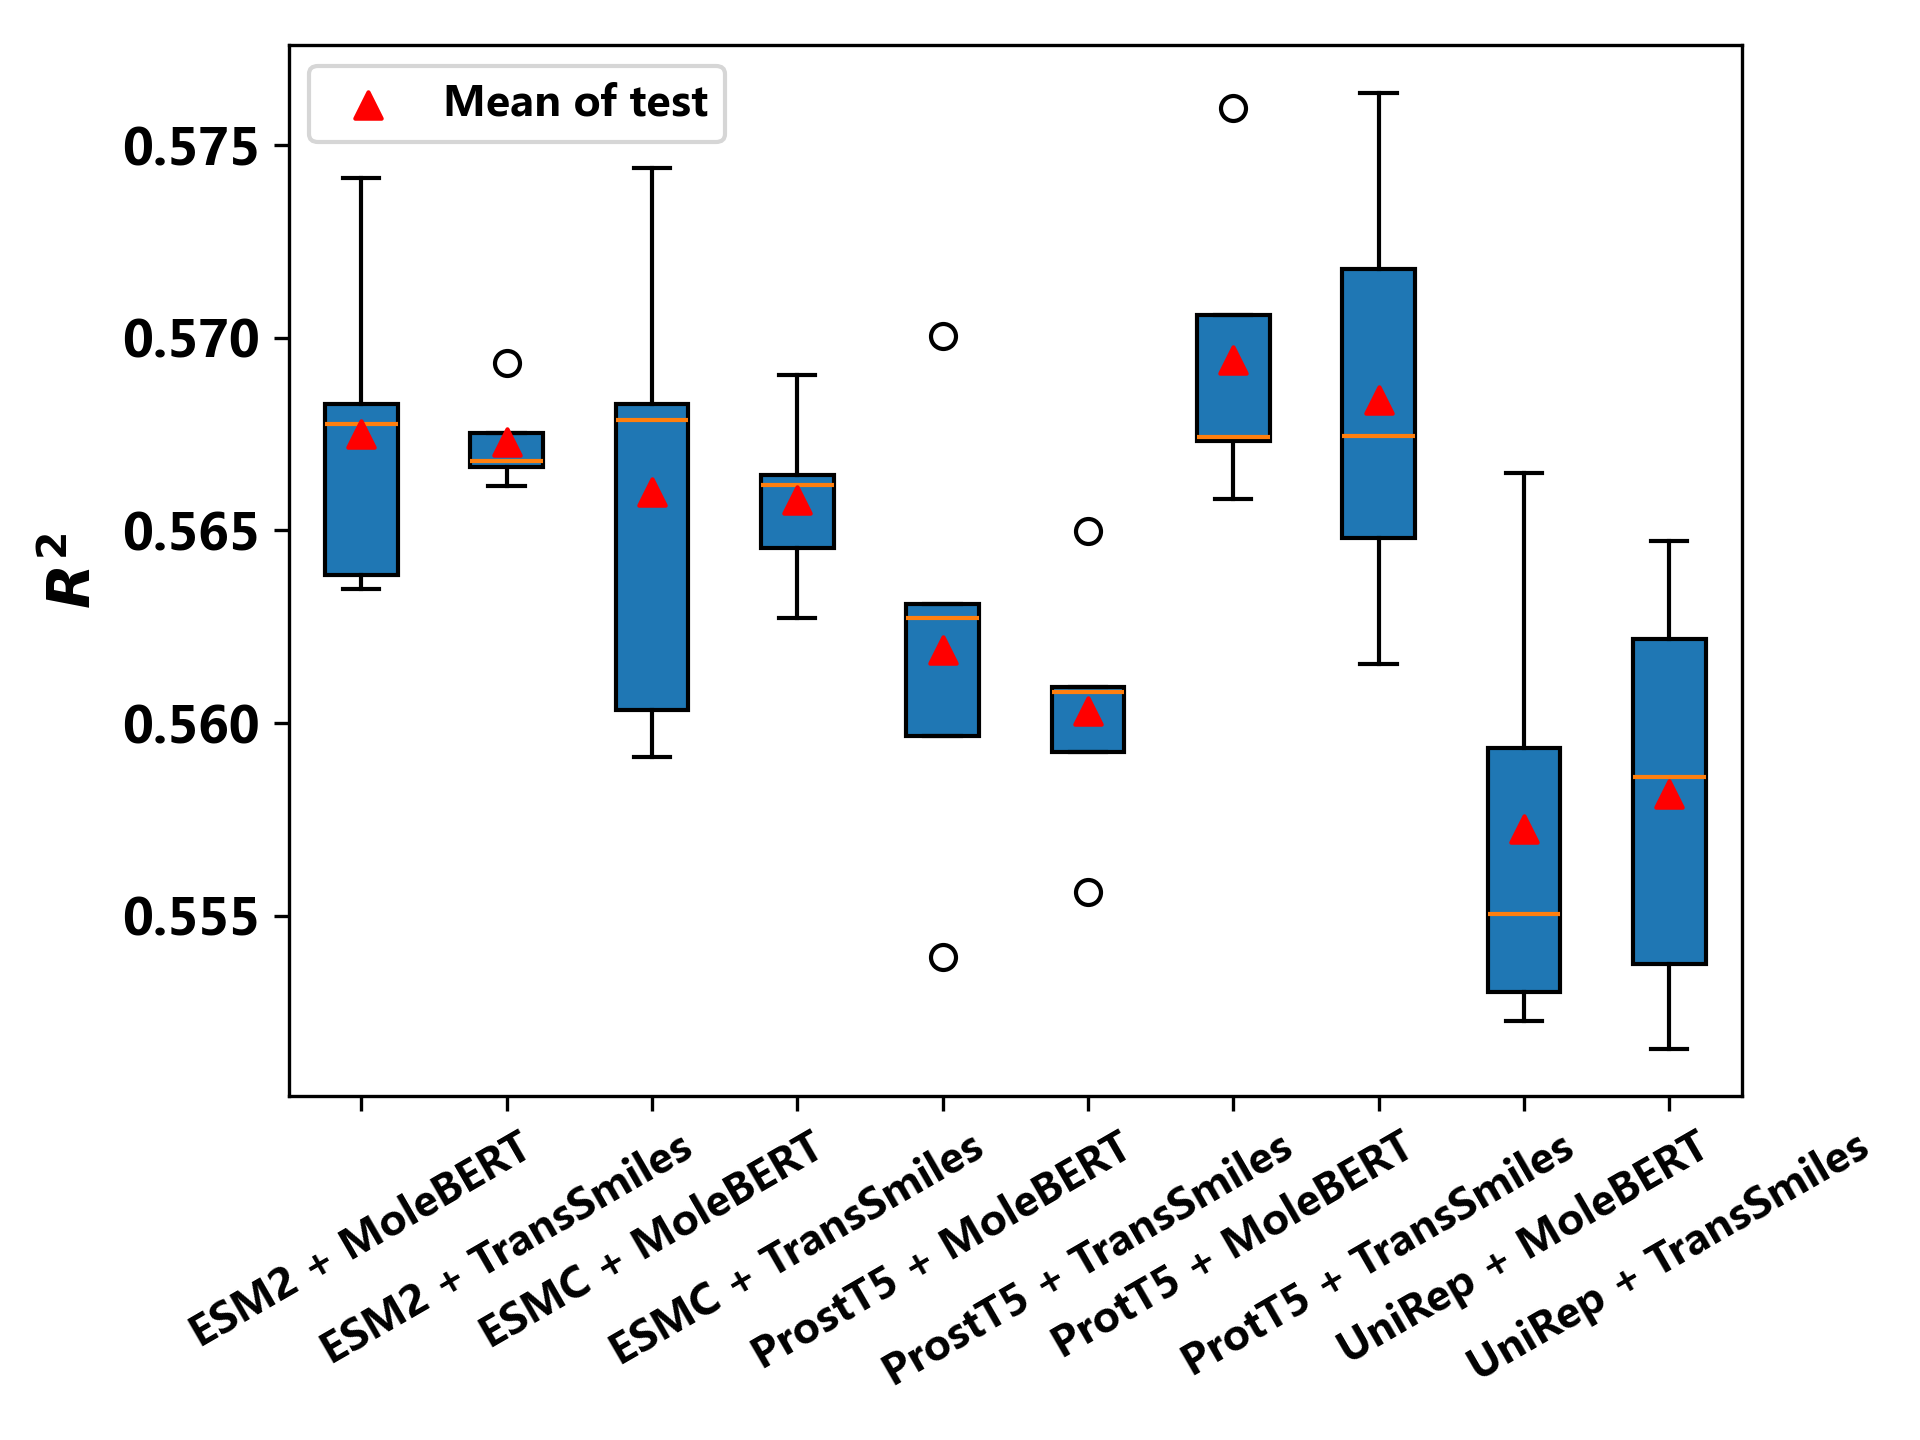 Mean of test
0.575
0.570
0.565
0.560
0.555
R²
ESM2 + MoleBERT
ESM2 + TransSmiles
ESMC + MoleBERT
ESMC + TransSmiles
ProstT5 + MoleBERT
ProstT5 + TransSmiles
ProtT5 + MoleBERT
ProtT5 + TransSmiles
UniRep + MoleBERT
UniRep + TransSmiles